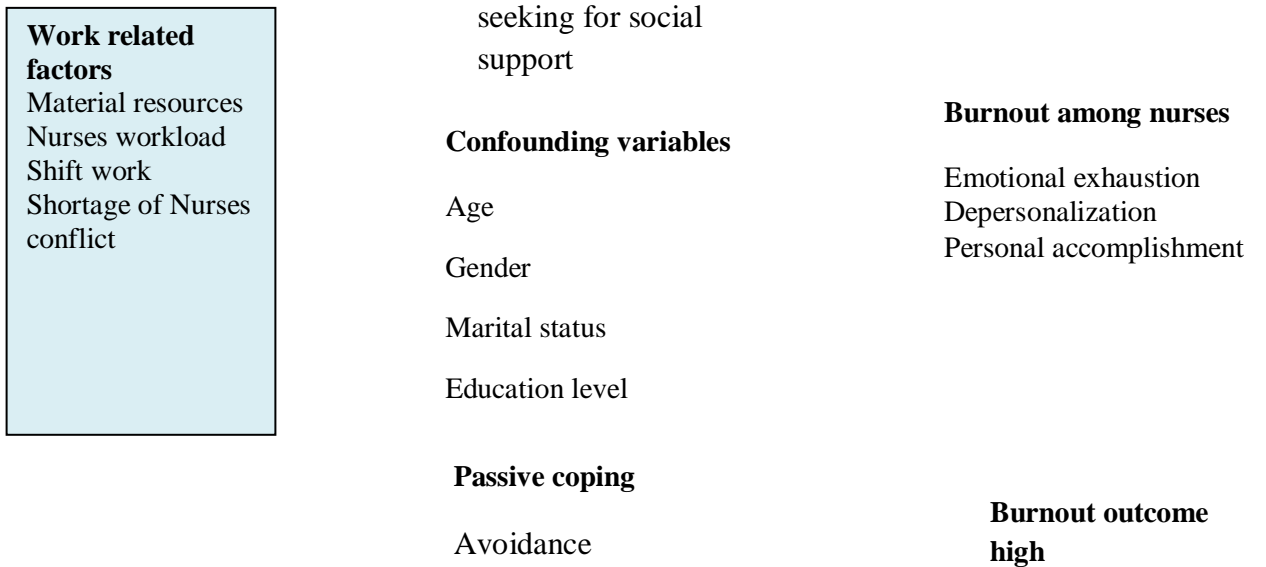 Work related
factors
Material resources
Nurses workload
Shift work
Shortage of Nurses
conflict
seeking for social
support
Confounding variables
Age
Gender
Marital status
Education level
Passive coping
Avoidance
Burnout among nurses
Emotional exhaustion
Depersonalization
Personal accomplishment
Burnout outcome
high